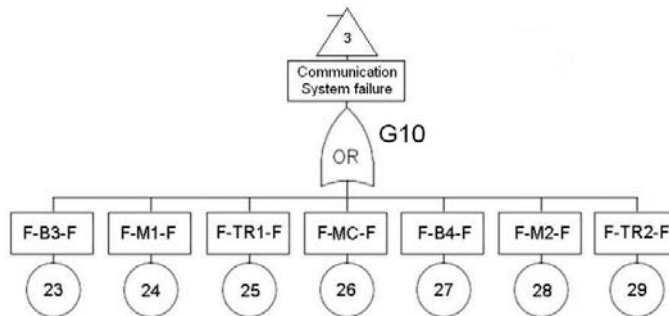 3
Communication
System failure
G10
OR
F-B3-F
F-M1-F
F-TR1-F
F-MC-F
F-B4-F
F-M2-F
F-TR2-F
23
24
25
26
27
28
29